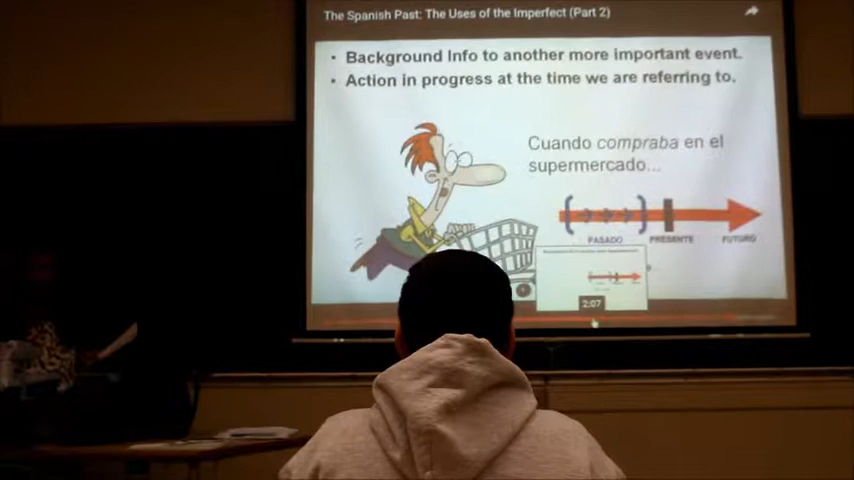 The Spanish Past: The Uses of the Imperfect (Part 2)
• Background Info to another more important event.
• Action in progress at the time we are referring to.
Cuando compraba en el
supermercado...
PASADO PRESENTE FUTURO
2:07